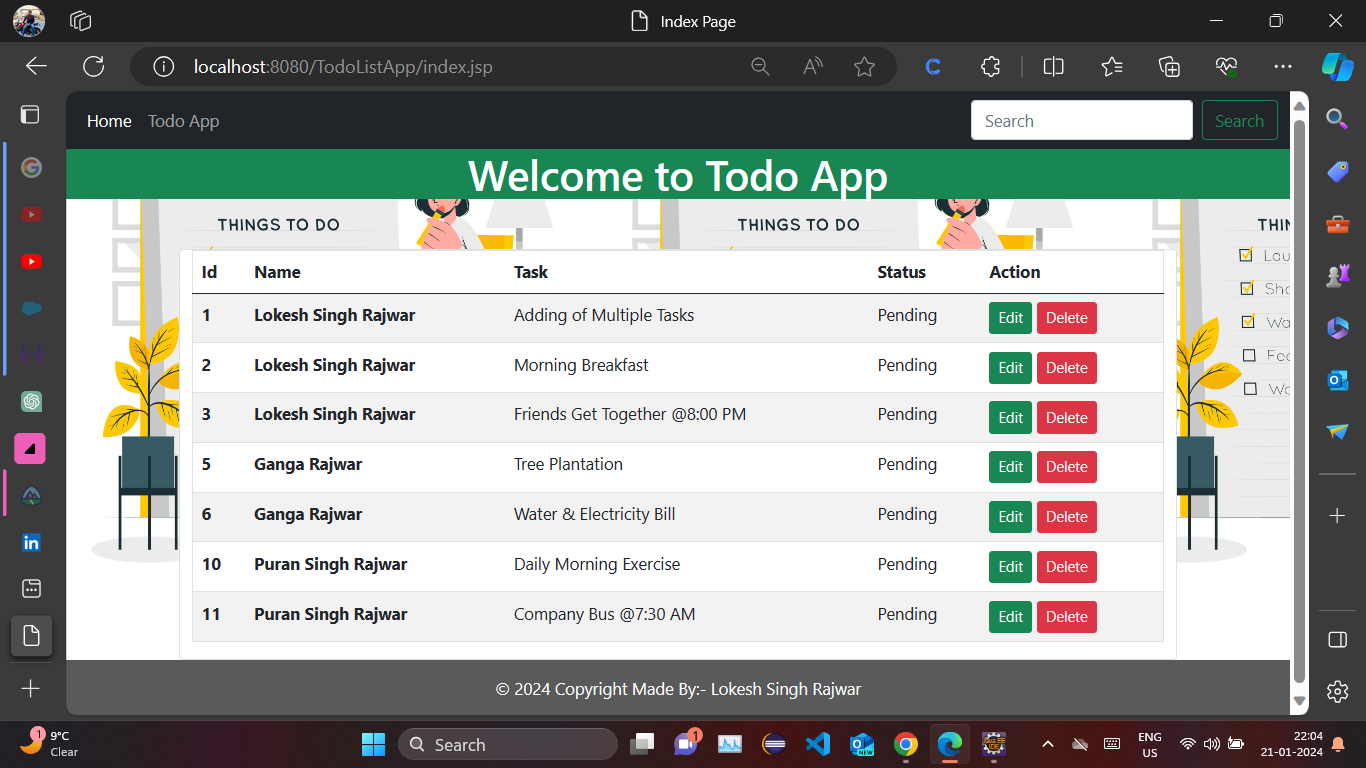 Index Page
localhost:8080/TodoListApp/index.jsp
Home Todo App Search Search
Welcome to Todo App
THINGS TO DO THINGS TO DO THIN
Id Name Task Status Action
1 Lokesh Singh Rajwar Adding of Multiple Tasks Pending Edit Delete
2 Lokesh Singh Rajwar Morning Breakfast Pending Edit Delete
3 Lokesh Singh Rajwar Friends Get Together @8:00 PM Pending Edit Delete
5 Ganga Rajwar Tree Plantation Pending Edit Delete
6 Ganga Rajwar Water & Electricity Bill Pending Edit Delete
10 Puran Singh Rajwar Daily Morning Exercise Pending Edit Delete
11 Puran Singh Rajwar Company Bus @7:30 AM Pending Edit Delete
© 2024 Copyright Made By:- Lokesh Singh Rajwar
1 9°C
Clear
Search
1
NEW
Java EE
IDE
ENG
US
22:04
21-01-2024